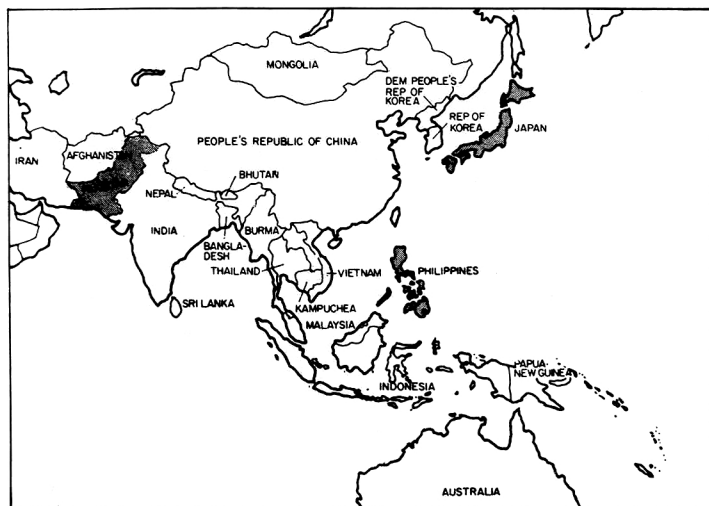 MONGOLIA
DEM PEOPLE'S
REP OF
KOREA
REP OF
KOREA
JAPAN
PEOPLE'S REPUBLIC OF CHINA
IRAN
AFGHANISTAN
NEPAL
BHUTAN
INDIA
BANGLA-
DESH
BURMA
THAILAND
VIETNAM
PHILIPPINES
SRI LANKA
KAMPUCHEA
MALAYSIA
PAPUA
NEW GUINEA
INDONESIA
AUSTRALIA